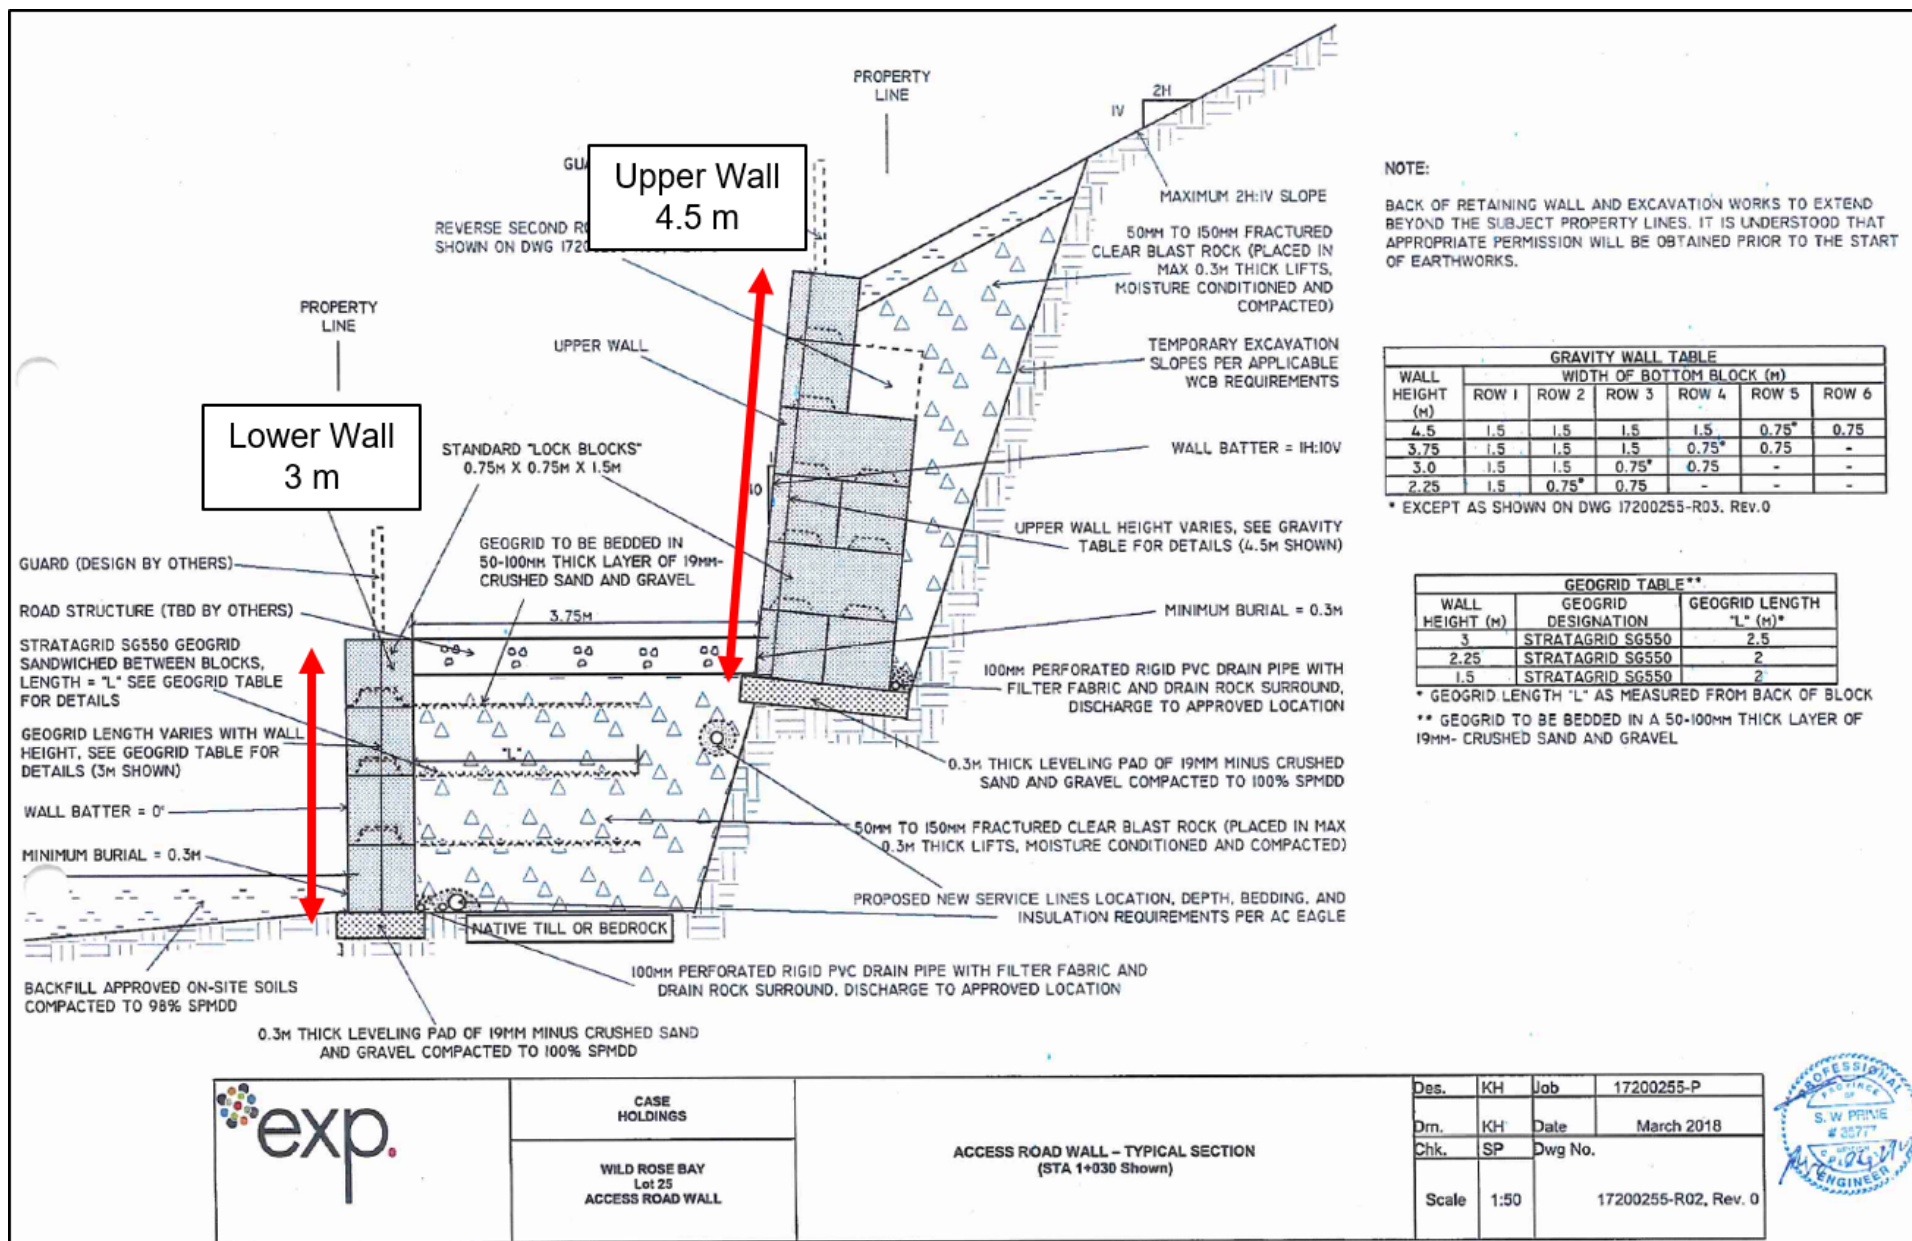 PROPERTY
LINE
2H
1V
GUA
Upper Wall
4.5 m
REVERSE SECOND RO
SHOWN ON DWG 17200
MAXIMUM 2H:1V SLOPE
50MM TO 150MM FRACTURED
CLEAR BLAST ROCK (PLACED IN
MAX 0.3M THICK LIFTS,
MOISTURE CONDITIONED AND
COMPACTED)
PROPERTY
LINE
UPPER WALL
TEMPORARY EXCAVATION
SLOPES PER APPLICABLE
WCB REQUIREMENTS
Lower Wall
3 m
STANDARD "LOCK BLOCKS"
0.75M X 0.75M X 1.5M
WALL BATTER = 1H:10V
10
UPPER WALL HEIGHT VARIES, SEE GRAVITY
TABLE FOR DETAILS (4.5M SHOWN)
GEOGRID TO BE BEDDED IN
50-100MM THICK LAYER OF 19MM-
CRUSHED SAND AND GRAVEL
GUARD (DESIGN BY OTHERS)
ROAD STRUCTURE (TBD BY OTHERS)
3.75M
MINIMUM BURIAL = 0.3M
STRATAGRID SG550 GEOGRID
SANDWICHED BETWEEN BLOCKS,
LENGTH = "L" SEE GEOGRID TABLE
FOR DETAILS
100MM PERFORATED RIGID PVC DRAIN PIPE WITH
FILTER FABRIC AND DRAIN ROCK SURROUND,
DISCHARGE TO APPROVED LOCATION
GEOGRID LENGTH VARIES WITH WALL
HEIGHT, SEE GEOGRID TABLE FOR
DETAILS (3M SHOWN)
"L"
0.3M THICK LEVELING PAD OF 19MM MINUS CRUSHED
SAND AND GRAVEL COMPACTED TO 100% SPMDD
WALL BATTER = 0°
50MM TO 150MM FRACTURED CLEAR BLAST ROCK (PLACED IN MAX
0.3M THICK LIFTS, MOISTURE CONDITIONED AND COMPACTED)
MINIMUM BURIAL = 0.3M
PROPOSED NEW SERVICE LINES LOCATION, DEPTH, BEDDING, AND
INSULATION REQUIREMENTS PER AC EAGLE
NATIVE TILL OR BEDROCK
BACKFILL APPROVED ON-SITE SOILS
COMPACTED TO 98% SPMDD
100MM PERFORATED RIGID PVC DRAIN PIPE WITH FILTER FABRIC AND
DRAIN ROCK SURROUND, DISCHARGE TO APPROVED LOCATION
0.3M THICK LEVELING PAD OF 19MM MINUS CRUSHED SAND
AND GRAVEL COMPACTED TO 100% SPMDD
NOTE:
BACK OF RETAINING WALL AND EXCAVATION WORKS TO EXTEND
BEYOND THE SUBJECT PROPERTY LINES. IT IS UNDERSTOOD THAT
APPROPRIATE PERMISSION WILL BE OBTAINED PRIOR TO THE START
OF EARTHWORKS.
GRAVITY WALL TABLE
WALL HEIGHT (M) WIDTH OF BOTTOM BLOCK (M)
ROW 1 ROW 2 ROW 3 ROW 4 ROW 5 ROW 6
4.5 1.5 1.5 1.5 1.5 0.75* 0.75
3.75 1.5 1.5 1.5 0.75* 0.75 -
3.0 1.5 1.5 0.75* 0.75 - -
2.25 1.5 0.75* 0.75 - - -
* EXCEPT AS SHOWN ON DWG 17200255-R03, REV.0
GEOGRID TABLE**
WALL HEIGHT (M) GEOGRID DESIGNATION GEOGRID LENGTH "L" (M)*
3 STRATAGRID SG550 2.5
2.25 STRATAGRID SG550 2
1.5 STRATAGRID SG550 2
* GEOGRID LENGTH "L" AS MEASURED FROM BACK OF BLOCK
** GEOGRID TO BE BEDDED IN A 50-100MM THICK LAYER OF
19MM- CRUSHED SAND AND GRAVEL
exp.
CASE
HOLDINGS
WILD ROSE BAY
Lot 25
ACCESS ROAD WALL
ACCESS ROAD WALL – TYPICAL SECTION
(STA 1+030 Shown)
Des. KH Job 17200255-P
Drn. KH Date March 2018
Chk. SP Dwg No.
Scale 1:50 17200255-R02, Rev. 0
PROFESSIONAL
PROVINCE
OF
S. W. PRIME
ENGINEER